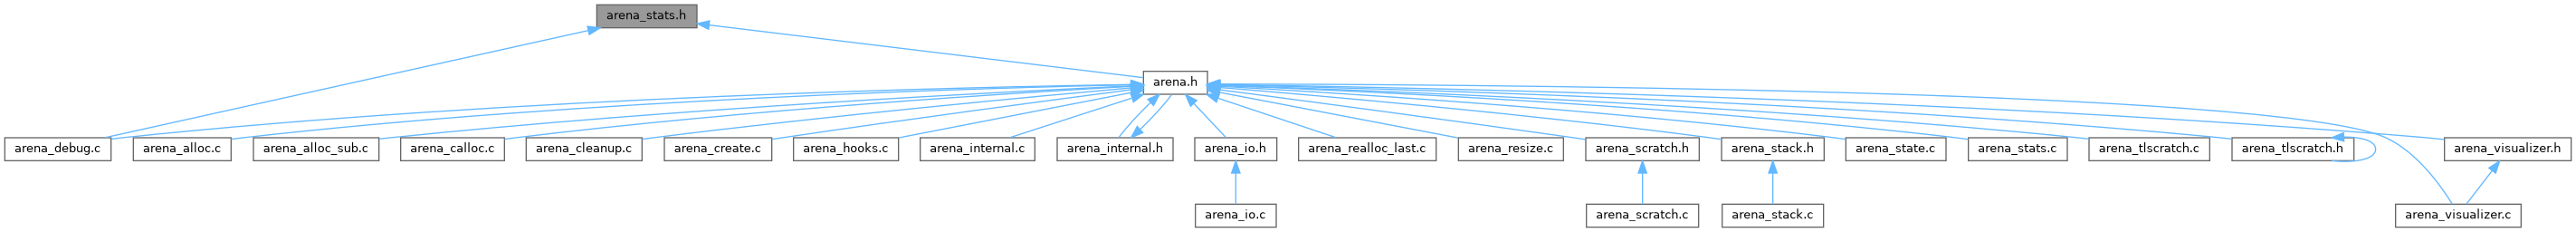 arena_stats.h
arena.h
arena_debug.c
arena_alloc.c
arena_alloc_sub.c
arena_calloc.c
arena_cleanup.c
arena_create.c
arena_hooks.c
arena_internal.c
arena_internal.h
arena_io.h
arena_realloc_last.c
arena_resize.c
arena_scratch.h
arena_stack.h
arena_state.c
arena_stats.c
arena_tlscratch.c
arena_tlscratch.h
arena_visualizer.h
arena_io.c
arena_scratch.c
arena_stack.c
arena_visualizer.c